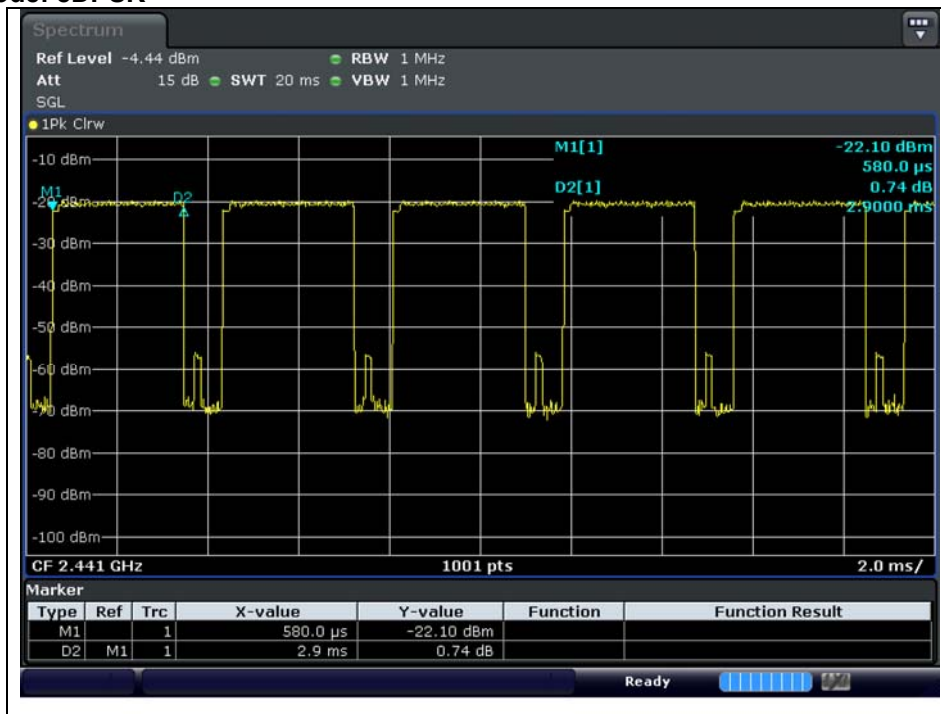 Spectrum
Ref Level -4.44 dBm RBW 1 MHz
Att 15 dB SWT 20 ms VBW 1 MHz
SGL
1Pk Clrw
M1[1] -22.10 dBm
580.0 µs
D2[1] 0.74 dB
2.9000 ms
-10 dBm
M1
D2
-20 dBm
-30 dBm
-40 dBm
-50 dBm
-60 dBm
-70 dBm
-80 dBm
-90 dBm
-100 dBm
CF 2.441 GHz 1001 pts 2.0 ms/
Marker
Type Ref Trc X-value Y-value Function Function Result
M1 1 580.0 µs -22.10 dBm
D2 M1 1 2.9 ms 0.74 dB
Ready